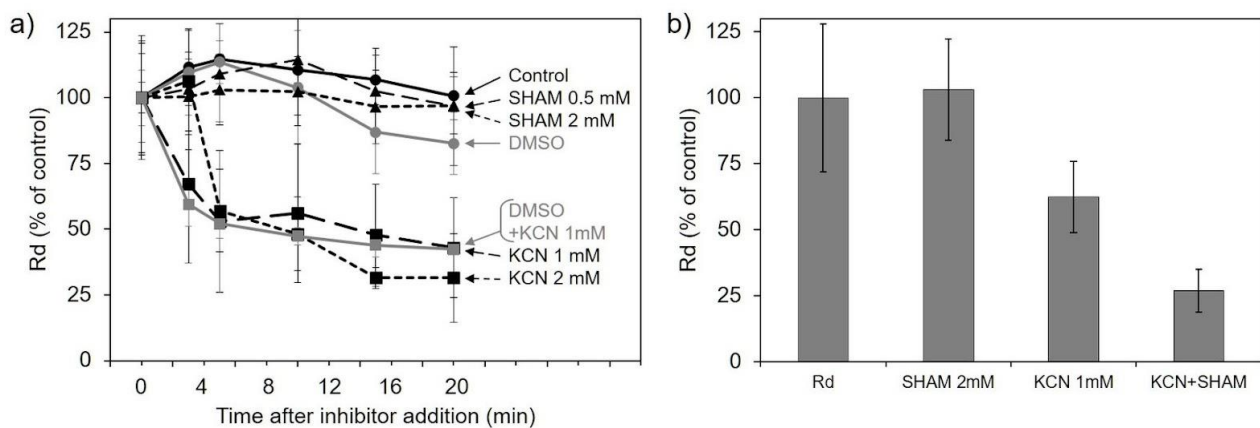 a)
125
100
75
50
25
0
Rd (% of control)
Control
SHAM 0.5 mM
SHAM 2 mM
DMSO
DMSO
+KCN 1mM
KCN 1 mM
KCN 2 mM
0 4 8 12 16 20
Time after inhibitor addition (min)
b)
125
100
75
50
25
0
Rd (% of control)
Rd SHAM 2mM KCN 1mM KCN+SHAM